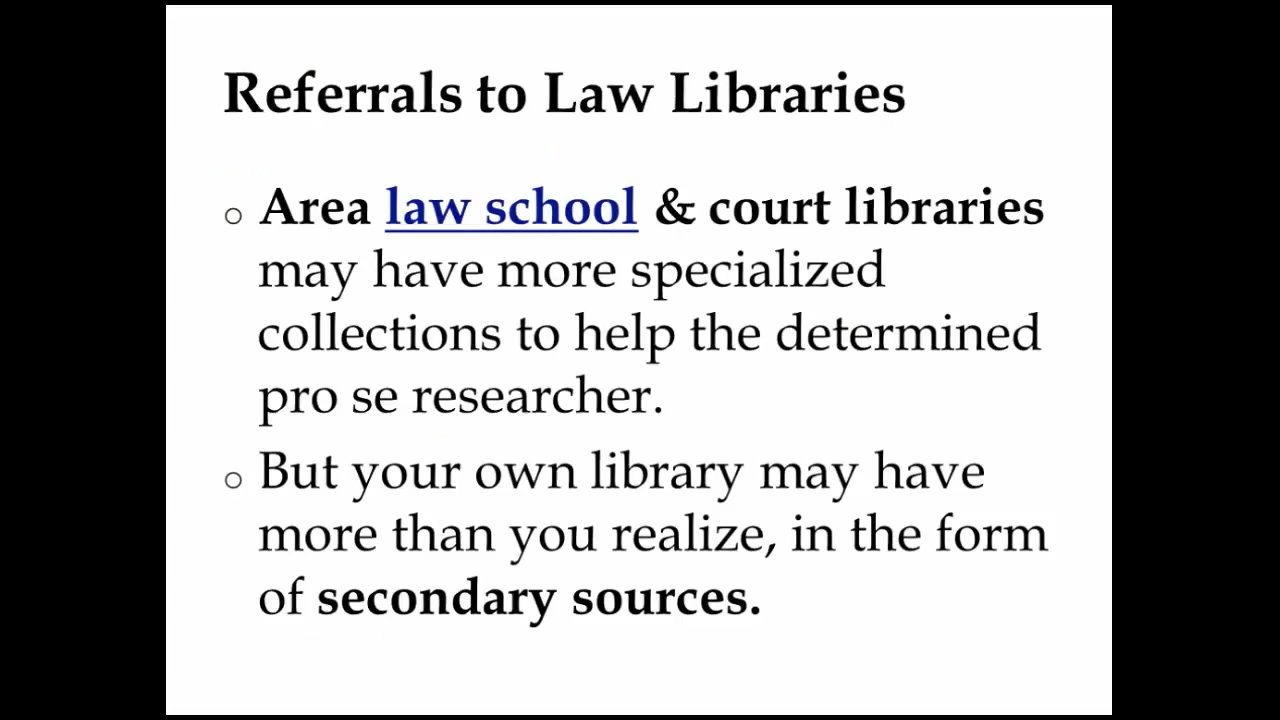 Referrals to Law Libraries
○ Area law school & court libraries
may have more specialized
collections to help the determined
pro se researcher.
○ But your own library may have
more than you realize, in the form
of secondary sources.